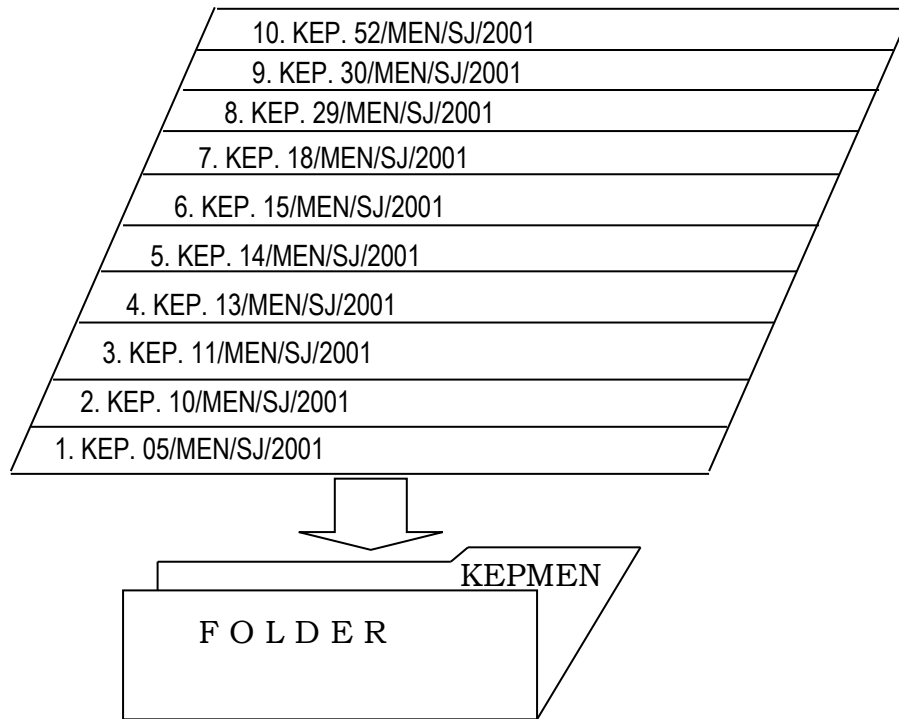 10. KEP. 52/MEN/SJ/2001
9. KEP. 30/MEN/SJ/2001
8. KEP. 29/MEN/SJ/2001
7. KEP. 18/MEN/SJ/2001
6. KEP. 15/MEN/SJ/2001
5. KEP. 14/MEN/SJ/2001
4. KEP. 13/MEN/SJ/2001
3. KEP. 11/MEN/SJ/2001
2. KEP. 10/MEN/SJ/2001
1. KEP. 05/MEN/SJ/2001
KEPMEN
F O L D E R